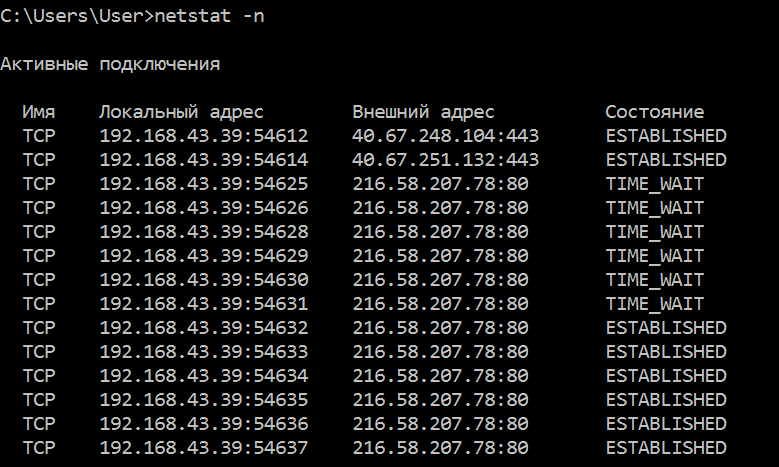 C:\Users\User>netstat -n
Активные подключения
Имя Локальный адрес Внешний адрес Состояние
TCP 192.168.43.39:54612 40.67.248.104:443 ESTABLISHED
TCP 192.168.43.39:54614 40.67.251.132:443 ESTABLISHED
TCP 192.168.43.39:54625 216.58.207.78:80 TIME_WAIT
TCP 192.168.43.39:54626 216.58.207.78:80 TIME_WAIT
TCP 192.168.43.39:54628 216.58.207.78:80 TIME_WAIT
TCP 192.168.43.39:54629 216.58.207.78:80 TIME_WAIT
TCP 192.168.43.39:54630 216.58.207.78:80 TIME_WAIT
TCP 192.168.43.39:54631 216.58.207.78:80 TIME_WAIT
TCP 192.168.43.39:54632 216.58.207.78:80 ESTABLISHED
TCP 192.168.43.39:54633 216.58.207.78:80 ESTABLISHED
TCP 192.168.43.39:54634 216.58.207.78:80 ESTABLISHED
TCP 192.168.43.39:54635 216.58.207.78:80 ESTABLISHED
TCP 192.168.43.39:54636 216.58.207.78:80 ESTABLISHED
TCP 192.168.43.39:54637 216.58.207.78:80 ESTABLISHED